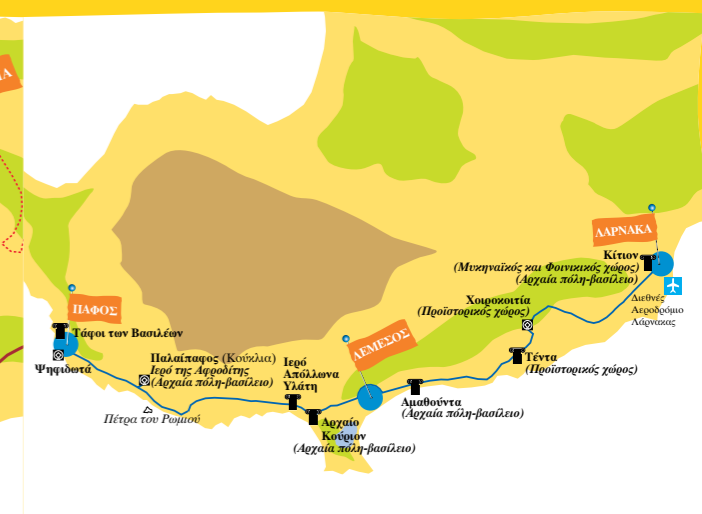 ΛΑΡΝΑΚΑ
Κίτιον
(Μυκηναϊκός και Φοινικικός χώρος)
(Αρχαία πόλη-βασίλειο)
Διεθνές
Αεροδρόμιο
Λάρνακας
Χοιροκοιτία
(Προϊστορικός χώρος)
Τέντα
(Προϊστορικός χώρος)
ΠΑΦΟΣ
Τάφοι των Βασιλέων
Ψηφιδωτά
Παλαίπαφος (Κούκλια)
Ιερό της Αφροδίτης
(Αρχαία πόλη-βασίλειο)
Πέτρα του Ρωμιού
Ιερό
Απόλλωνα
Υλάτη
ΛΕΜΕΣΟΣ
Αμαθούντα
(Αρχαία πόλη-βασίλειο)
Αρχαίο
Κούριον
(Αρχαία πόλη-βασίλειο)